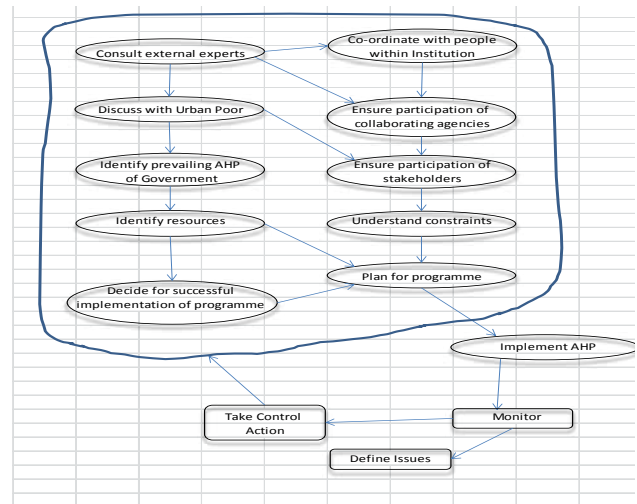 Consult external experts
Co-ordinate with people
within Institution
Discuss with Urban Poor
Ensure participation of
collaborating agencies
Identify prevailing AHP
of Government
Ensure participation of
stakeholders
Identify resources
Understand constraints
Plan for programme
Decide for successful
implementation of programme
Implement AHP
Take Control
Action
Monitor
Define Issues